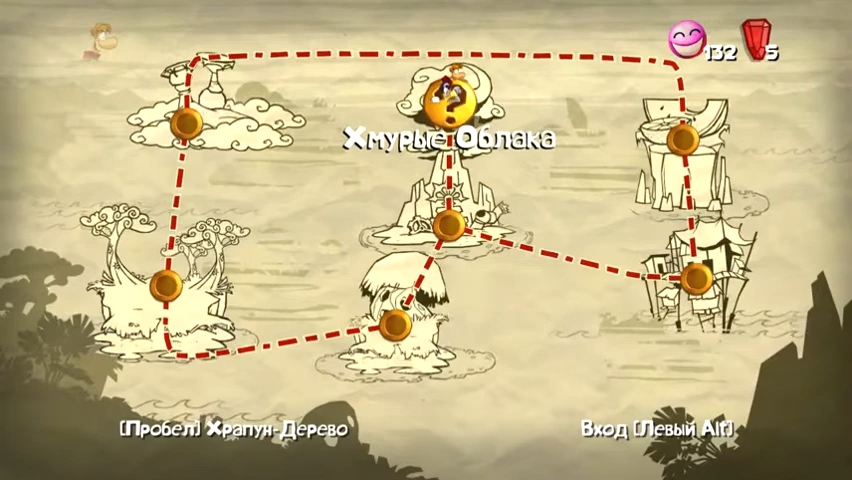 132
5
?
Хмурые Облака
[Пробел] Храпун-Дерево
Вход [Левый Alt]